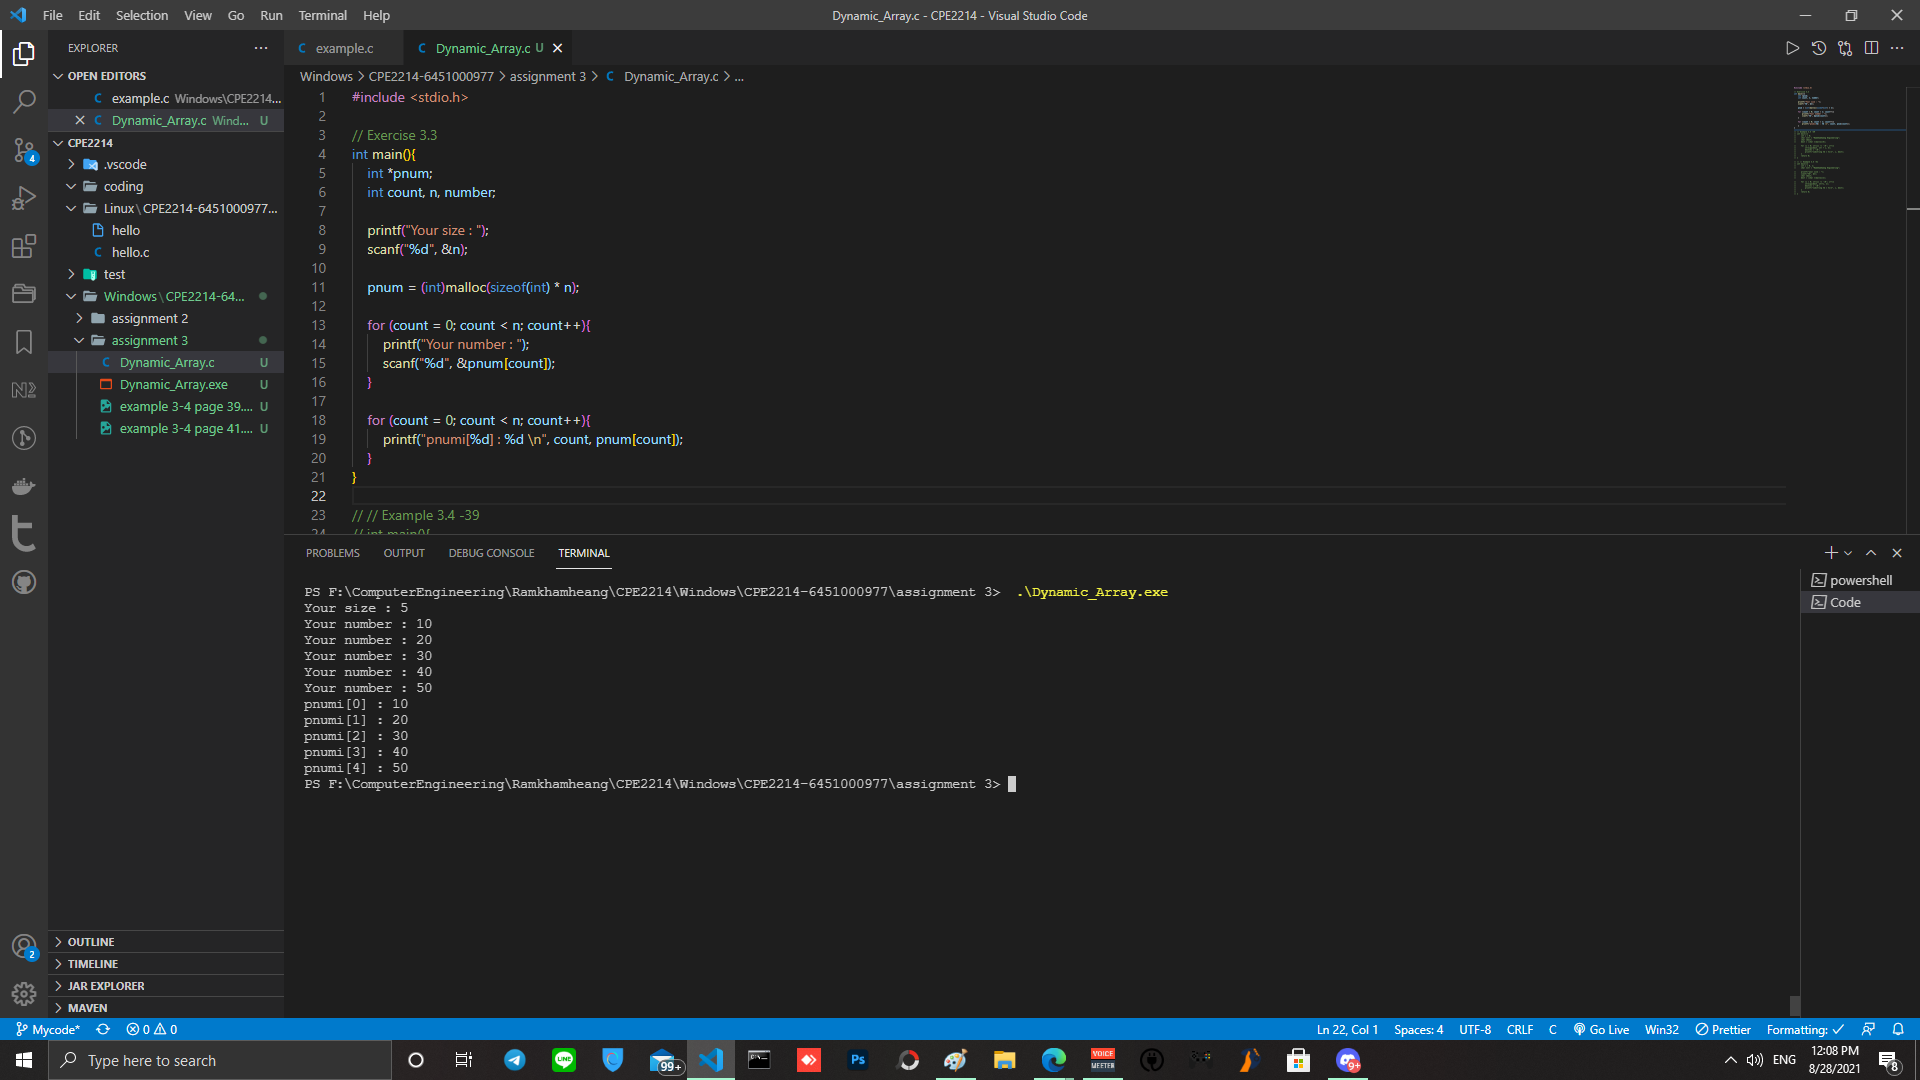 File Edit Selection View Go Run Terminal Help
Dynamic_Array.c - CPE2214 - Visual Studio Code
EXPLORER
OPEN EDITORS
example.c Windows\CPE2214...
Dynamic_Array.c Wind... U
CPE2214
.vscode
coding
Linux\CPE2214-6451000977...
hello
C hello.c
test
Windows\CPE2214-64...
assignment 2
assignment 3
C Dynamic_Array.c U
Dynamic_Array.exe U
example 3-4 page 39.... U
example 3-4 page 41.... U
OUTLINE
TIMELINE
JAR EXPLORER
MAVEN
C example.c
C Dynamic_Array.c U
Windows > CPE2214-6451000977 > assignment 3 > C Dynamic_Array.c > ...
1 #include <stdio.h>
2
3 // Exercise 3.3
4 int main(){
5 int *pnum;
6 int count, n, number;
7
8 printf("Your size : ");
9 scanf("%d", &n);
10
11 pnum = (int)malloc(sizeof(int) * n);
12
13 for (count = 0; count < n; count++){
14 printf("Your number : ");
15 scanf("%d", &pnum[count]);
16 }
17
18 for (count = 0; count < n; count++){
19 printf("pnumi[%d] : %d \n", count, pnum[count]);
20 }
21 }
22
23 // // Example 3.4 -39
24 // int main(){
PROBLEMS OUTPUT DEBUG CONSOLE TERMINAL
PS F:\ComputerEngineering\Ramkhamheang\CPE2214\Windows\CPE2214-6451000977\assignment 3> .\Dynamic_Array.exe
Your size : 5
Your number : 10
Your number : 20
Your number : 30
Your number : 40
Your number : 50
pnumi[0] : 10
pnumi[1] : 20
pnumi[2] : 30
pnumi[3] : 40
pnumi[4] : 50
PS F:\ComputerEngineering\Ramkhamheang\CPE2214\Windows\CPE2214-6451000977\assignment 3>
powershell
Code
4
2
Mycode* 0 0
Ln 22, Col 1 Spaces: 4 UTF-8 CRLF C Go Live Win32 Prettier Formatting:
Type here to search
LINE
99+
Ps
VOICE
MEETER
9+
ENG
12:08 PM
8/28/2021
8